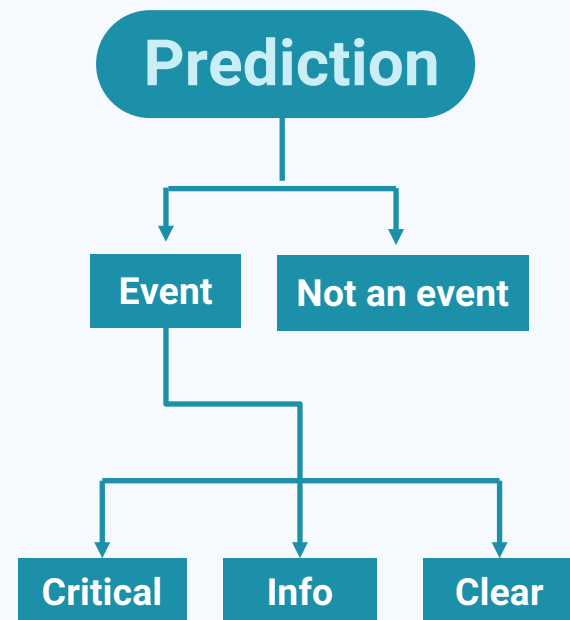 Prediction
Event
Not an event
Critical
Info
Clear